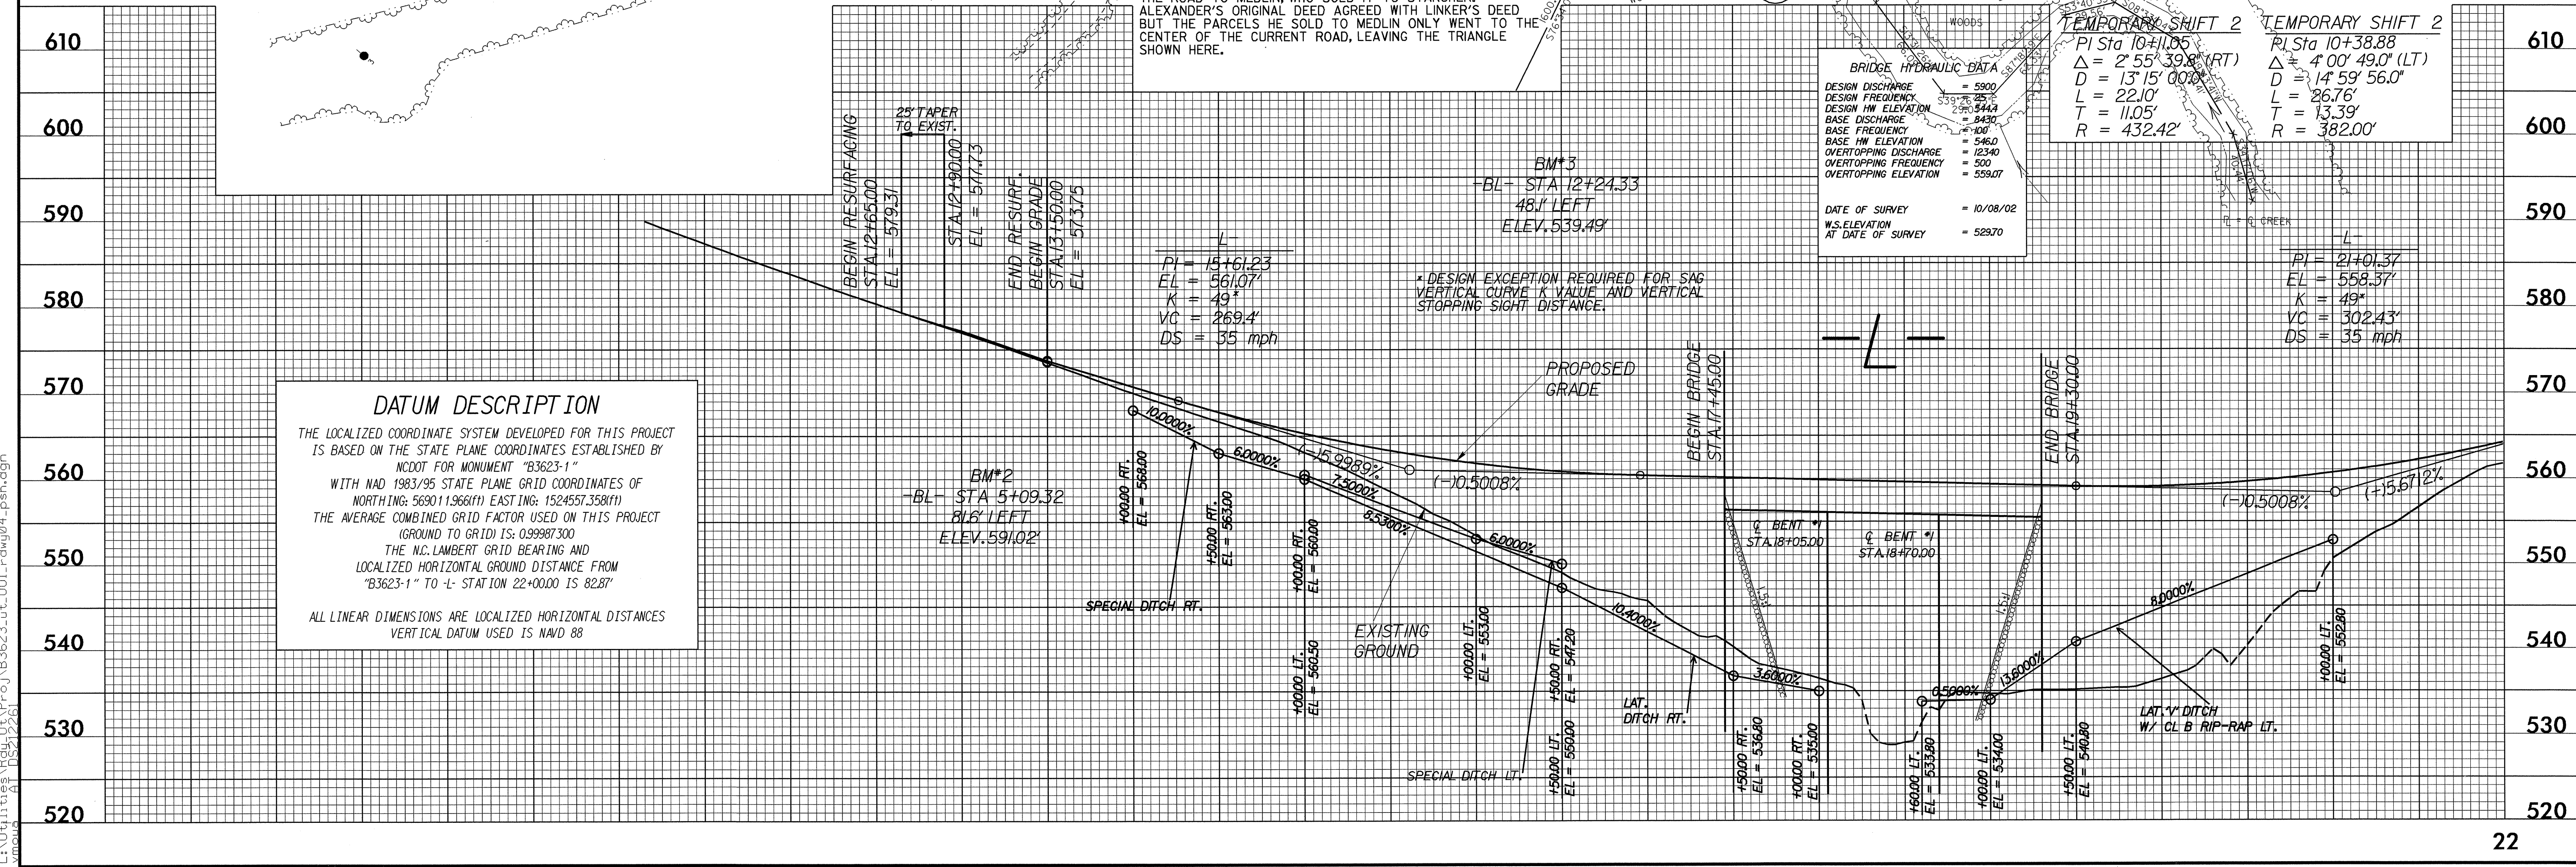 THE ROAD TO MEDLIN, WHO SOLD IT TO STARCHER.
ALEXANDER'S ORIGINAL DEED ALSO AGREED WITH LINKER'S DEED
BUT THE PARCELS HE SOLD TO MEDLIN ONLY WENT TO THE
CENTER OF THE CURRENT ROAD, LEAVING THE TRIANGLE
SHOWN HERE.
WOODS
TEMPORARY SHIFT 2
PI Sta 10+11.05
△ = 2° 55' 39.8" (RT)
D = 13° 15' 00.0"
L = 22.10'
T = 11.05'
R = 432.42'
TEMPORARY SHIFT 2
PI Sta 10+38.88
△ = 4° 00' 49.0" (LT)
D = 14° 59' 56.0"
L = 26.76'
T = 13.39'
R = 382.00'
BRIDGE HYDRAULIC DATA
DESIGN DISCHARGE = 5900
DESIGN FREQUENCY = 25
DESIGN HW ELEVATION = 544.4
BASE DISCHARGE = 8430
BASE FREQUENCY = 100
BASE HW ELEVATION = 546.0
OVERTOPPING DISCHARGE = 12340
OVERTOPPING FREQUENCY = 500
OVERTOPPING ELEVATION = 559.07
DATE OF SURVEY = 10/08/02
W.S.ELEVATION
AT DATE OF SURVEY = 529.70
℄ CREEK
610
600
590
580
570
560
550
540
530
520
610
600
590
580
570
560
550
540
530
520
22
BEGIN RESURFACING
STA.12+65.00
EL = 579.31
25' TAPER
TO EXIST.
STA.12+90.00
EL = 577.73
END RESURF.
BEGIN GRADE
STA.13+50.00
EL = 573.75
-L-
PI = 15+61.23
EL = 561.07'
K = 49*
VC = 269.4'
DS = 35 mph
BM#3
-BL- STA 12+24.33
48.1' LEFT
ELEV.539.49'
* DESIGN EXCEPTION REQUIRED FOR SAG
VERTICAL CURVE K VALUE AND VERTICAL
STOPPING SIGHT DISTANCE.
-L-
PI = 21+01.37
EL = 558.37'
K = 49*
VC = 302.43'
DS = 35 mph
-L-
PROPOSED
GRADE
BEGIN BRIDGE
STA.17+45.00
END BRIDGE
STA.19+30.00
DATUM DESCRIPTION
THE LOCALIZED COORDINATE SYSTEM DEVELOPED FOR THIS PROJECT
IS BASED ON THE STATE PLANE COORDINATES ESTABLISHED BY
NCDOT FOR MONUMENT "B3623-1"
WITH NAD 1983/95 STATE PLANE GRID COORDINATES OF
NORTHING: 569011.966(ft) EASTING: 1524557.358(ft)
THE AVERAGE COMBINED GRID FACTOR USED ON THIS PROJECT
(GROUND TO GRID) IS: 0.99987300
THE N.C. LAMBERT GRID BEARING AND
LOCALIZED HORIZONTAL GROUND DISTANCE FROM
"B3623-1" TO -L- STATION 22+00.00 IS 82.87'
ALL LINEAR DIMENSIONS ARE LOCALIZED HORIZONTAL DISTANCES
VERTICAL DATUM USED IS NAVD 88
BM#2
-BL- STA 5+09.32
81.6' LEFT
ELEV.591.02'
10.0000%
6.0000%
(-)5.9989%
7.5000%
8.5300%
6.0000%
(-)0.5008%
10.4000%
3.6000%
0.5000%
13.6000%
8.0000%
(-)0.5008%
(-)5.6712%
+00.00 RT.
EL = 568.00
+50.00 RT.
EL = 563.00
+00.00 RT.
EL = 560.00
+00.00 LT.
EL = 560.50
SPECIAL DITCH RT.
EXISTING
GROUND
+00.00 LT.
EL = 553.00
+50.00 RT.
EL = 547.20
+50.00 LT.
EL = 550.00
SPECIAL DITCH LT.
LAT.
DITCH RT.
℄ BENT #1
STA.18+05.00
℄ BENT #1
STA.18+70.00
1.5:1
1.5:1
+50.00 RT.
EL = 536.80
+00.00 RT.
EL = 535.00
+60.00 LT.
EL = 533.80
+00.00 LT.
EL = 534.00
+50.00 LT.
EL = 540.80
LAT.'V' DITCH
W/ CL B RIP-RAP LT.
+00.00 LT.
EL = 552.80